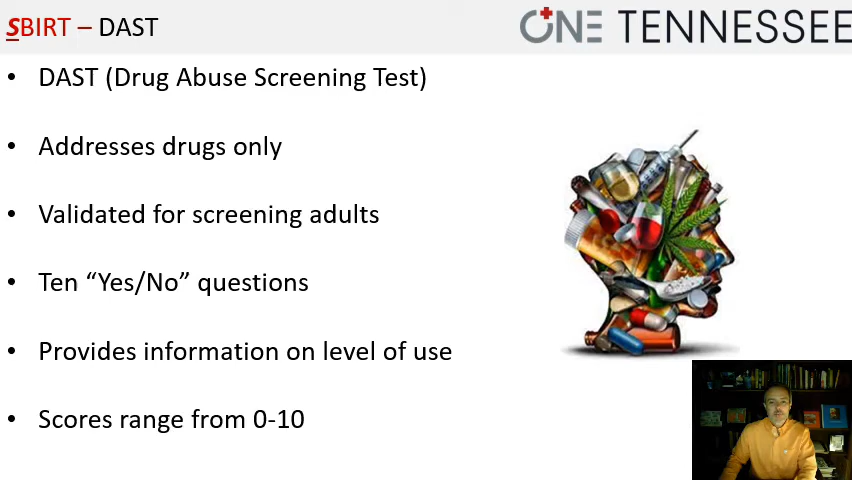 SBIRT – DAST
ONE TENNESSEE
• DAST (Drug Abuse Screening Test)
• Addresses drugs only
• Validated for screening adults
• Ten “Yes/No” questions
• Provides information on level of use
• Scores range from 0-10